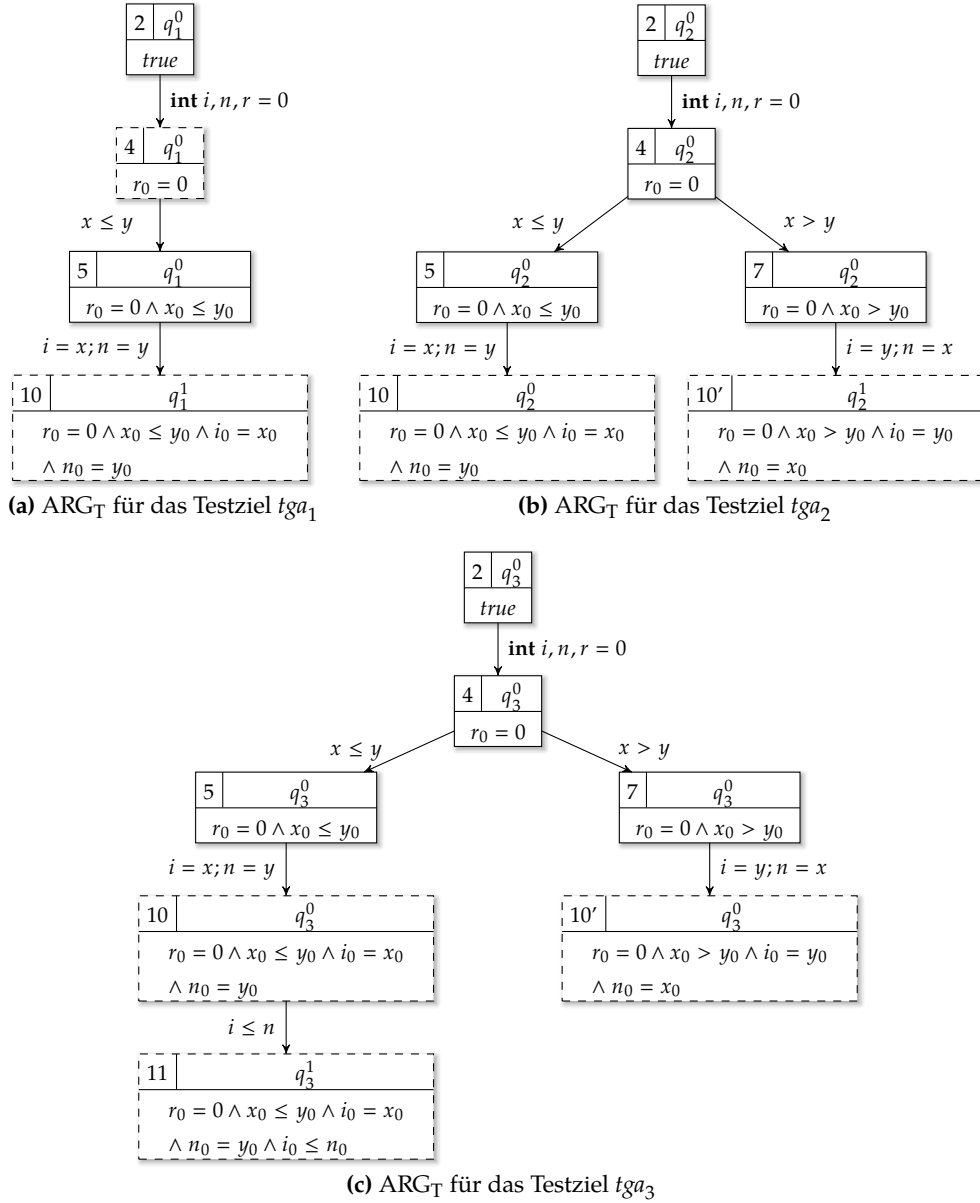 2 q_1^0
true
int i, n, r = 0
4 q_1^0
r_0 = 0
x ≤ y
5 q_1^0
r_0 = 0 ∧ x_0 ≤ y_0
i = x; n = y
10 q_1^1
r_0 = 0 ∧ x_0 ≤ y_0 ∧ i_0 = x_0
∧ n_0 = y_0
(a) ARG_T für das Testziel tga_1
2 q_2^0
true
int i, n, r = 0
4 q_2^0
r_0 = 0
x ≤ y
x > y
5 q_2^0
r_0 = 0 ∧ x_0 ≤ y_0
7 q_2^0
r_0 = 0 ∧ x_0 > y_0
i = x; n = y
i = y; n = x
10 q_2^0
r_0 = 0 ∧ x_0 ≤ y_0 ∧ i_0 = x_0
∧ n_0 = y_0
10' q_2^1
r_0 = 0 ∧ x_0 > y_0 ∧ i_0 = y_0
∧ n_0 = x_0
(b) ARG_T für das Testziel tga_2
2 q_3^0
true
int i, n, r = 0
4 q_3^0
r_0 = 0
x ≤ y
x > y
5 q_3^0
r_0 = 0 ∧ x_0 ≤ y_0
7 q_3^0
r_0 = 0 ∧ x_0 > y_0
i = x; n = y
i = y; n = x
10 q_3^0
r_0 = 0 ∧ x_0 ≤ y_0 ∧ i_0 = x_0
∧ n_0 = y_0
10' q_3^0
r_0 = 0 ∧ x_0 > y_0 ∧ i_0 = y_0
∧ n_0 = x_0
i ≤ n
11 q_3^1
r_0 = 0 ∧ x_0 ≤ y_0 ∧ i_0 = x_0
∧ n_0 = y_0 ∧ i_0 ≤ n_0
(c) ARG_T für das Testziel tga_3